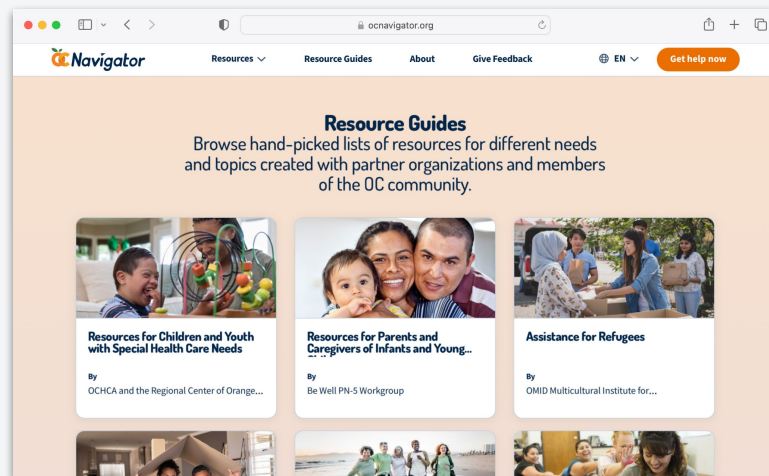 ocnavigator.org
OC Navigator
Resources
Resource Guides
About
Give Feedback
EN
Get help now
Resource Guides
Browse hand-picked lists of resources for different needs
and topics created with partner organizations and members
of the OC community.
Resources for Children and Youth
with Special Health Care Needs
By
OCHCA and the Regional Center of Orange...
Resources for Parents and
Caregivers of Infants and Young...
By
Be Well PN-5 Workgroup
Assistance for Refugees
By
OMID Multicultural Institute for...